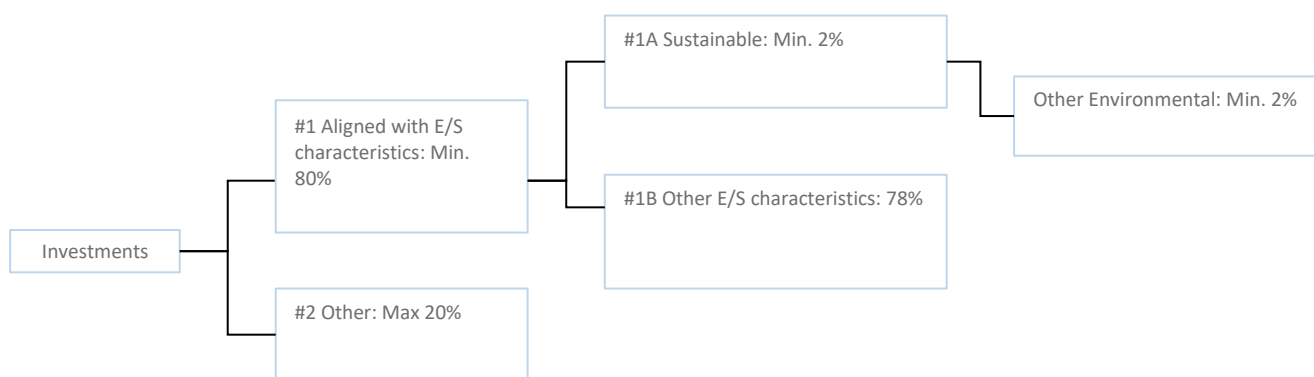 Investments
#1 Aligned with E/S
characteristics: Min.
80%
#2 Other: Max 20%
#1A Sustainable: Min. 2%
#1B Other E/S characteristics: 78%
Other Environmental: Min. 2%